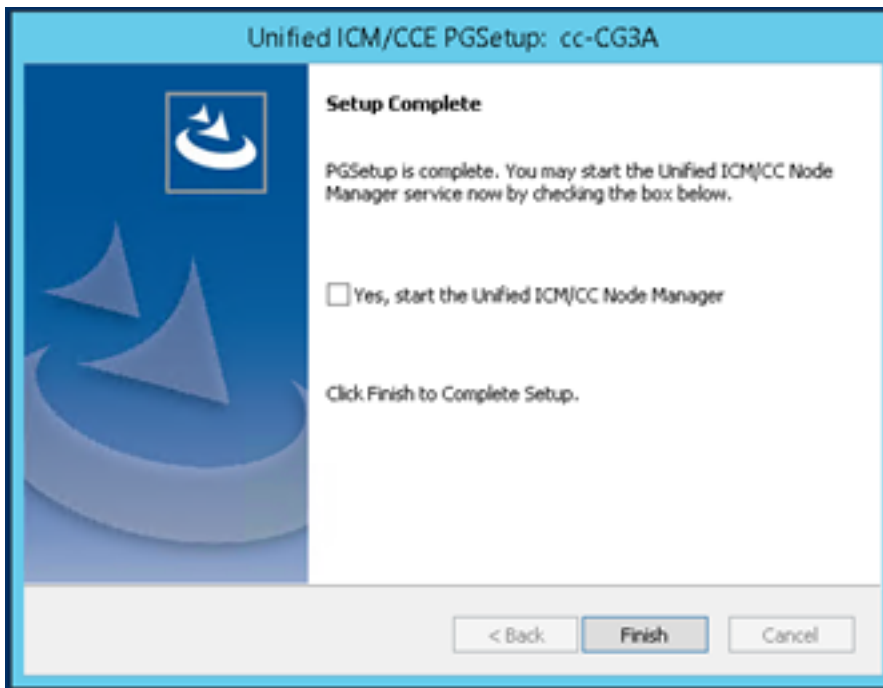 Unified ICM/CCE PGSetup: cc-CG3A
Setup Complete
PGSetup is complete. You may start the Unified ICM/CC Node
Manager service now by checking the box below.
Yes, start the Unified ICM/CC Node Manager
Click Finish to Complete Setup.
< Back
Finish
Cancel